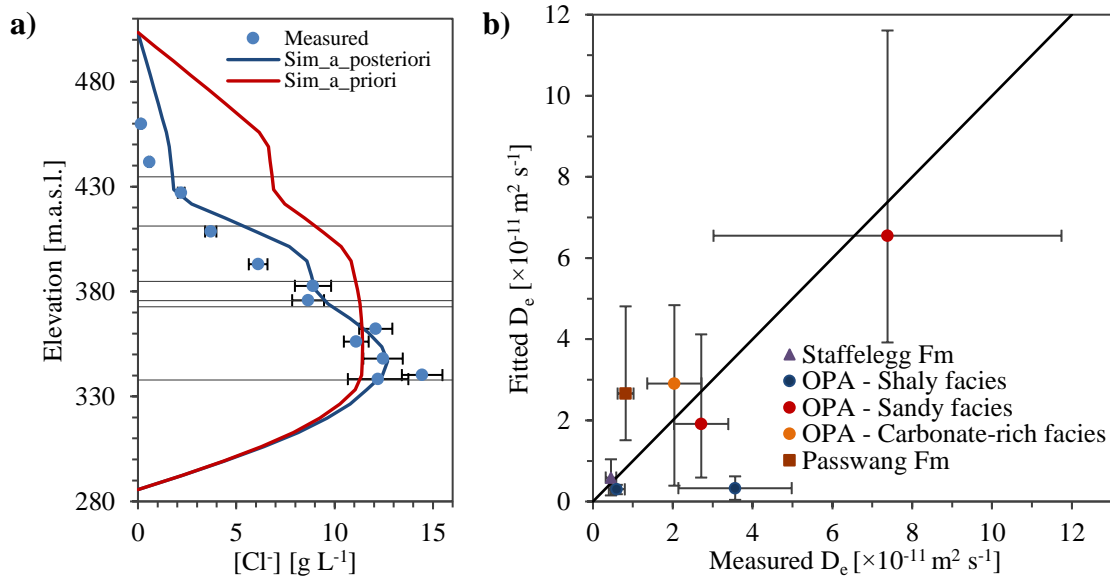 a)
Measured
Sim_a_posteriori
Sim_a_priori
480
430
380
330
280
Elevation [m.a.s.l.]
0 5 10 15
[Cl⁻] [g L⁻¹]
b)
12
10
8
6
4
2
0
Fitted Dₑ [×10⁻¹¹ m² s⁻¹]
Staffelegg Fm
OPA - Shaly facies
OPA - Sandy facies
OPA - Carbonate-rich facies
Passwang Fm
0 2 4 6 8 10 12
Measured Dₑ [×10⁻¹¹ m² s⁻¹]